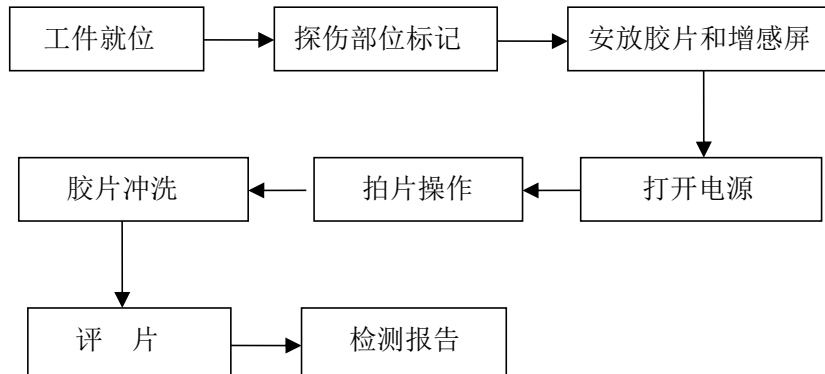 工件就位
探伤部位标记
安放胶片和增感屏
打开电源
拍片操作
胶片冲洗
评 片
检测报告